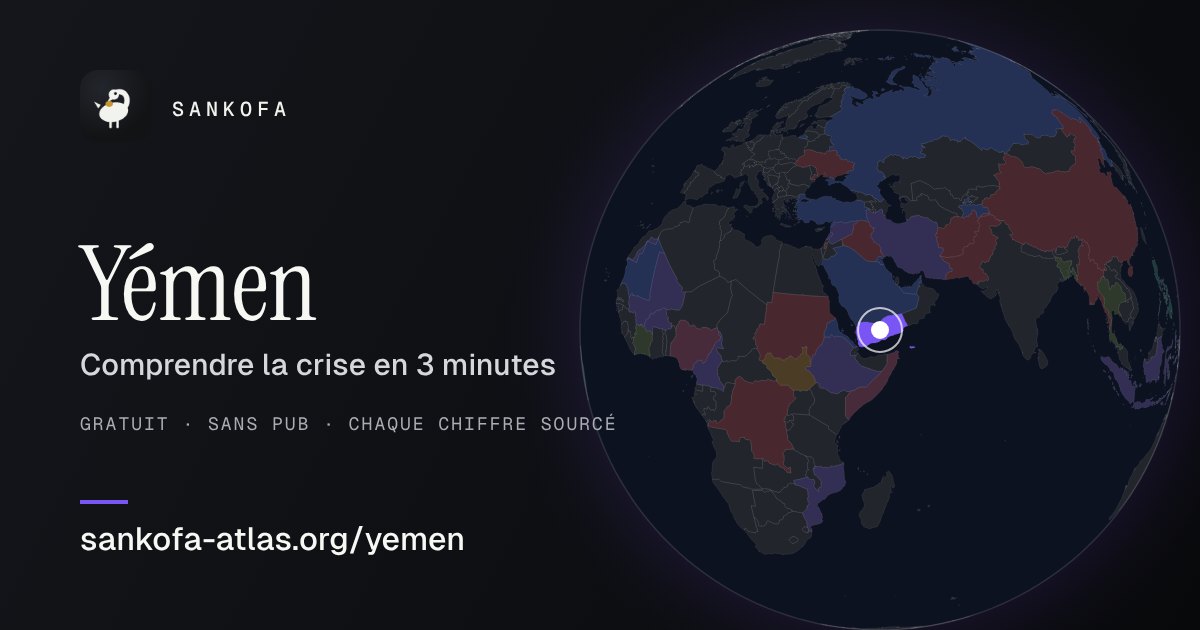 SANKOFA
Yémen
Comprendre la crise en 3 minutes
GRATUIT · SANS PUB · CHAQUE CHIFFRE SOURCÉ
sankofa-atlas.org/yemen